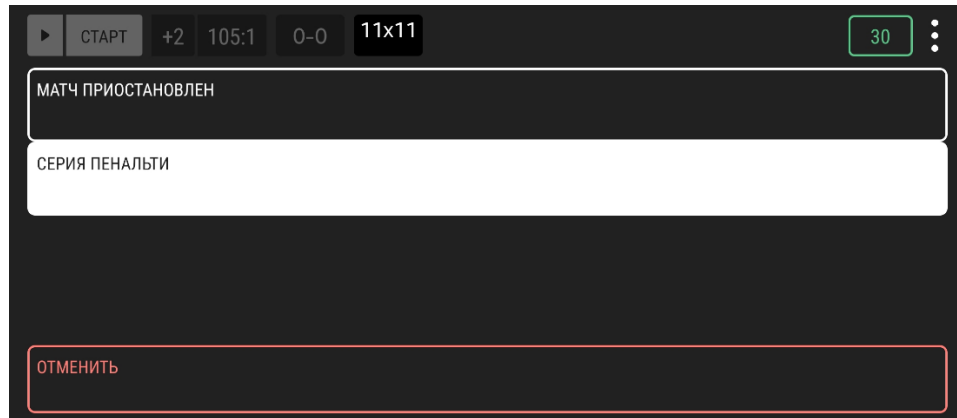 СТАРТ +2 105:1 0-0 11x11 30
МАТЧ ПРИОСТАНОВЛЕН
СЕРИЯ ПЕНАЛЬТИ
ОТМЕНИТЬ